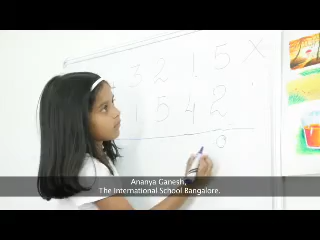 3215 X
1542
0
Ananya Ganesh,
The International School Bangalore.